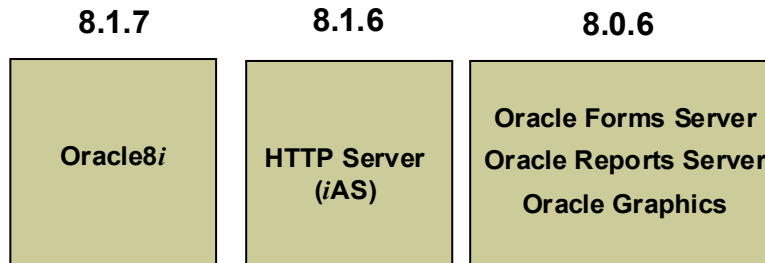 8.1.7
8.1.6
8.0.6
Oracle8i
HTTP Server
(iAS)
Oracle Forms Server
Oracle Reports Server
Oracle Graphics